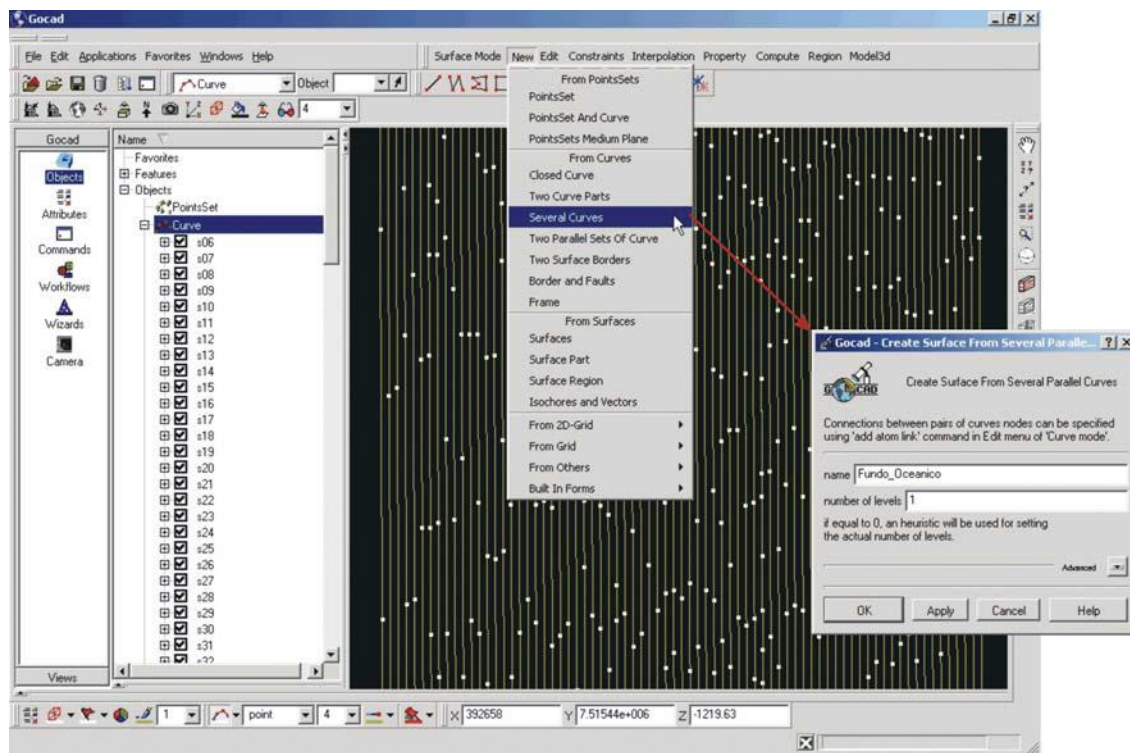 Gocad
File Edit Applications Favorites Windows Help
Surface Mode New Edit Constraints Interpolation Property Compute Region Model3d
Curve Object
4
Gocad
Objects
Attributes
Commands
Workflows
Wizards
Camera
Views
Name
Favorites
Features
Objects
PointsSet
Curve
s06
s07
s08
s09
s10
s11
s12
s13
s14
s15
s16
s17
s18
s19
s20
s21
s22
s23
s24
s25
s26
s27
s28
s29
s30
s31
s32
From PointsSets
PointsSet
PointsSet And Curve
PointsSets Medium Plane
From Curves
Closed Curve
Two Curve Parts
Several Curves
Two Parallel Sets Of Curve
Two Surface Borders
Border and Faults
Frame
From Surfaces
Surfaces
Surface Part
Surface Region
Isochores and Vectors
From 2D-Grid
From Grid
From Others
Built In Forms
Gocad - Create Surface From Several Paralle...
GOCAD
Create Surface From Several Parallel Curves
Connections between pairs of curves nodes can be specified
using 'add atom link' command in Edit menu of 'Curve mode'.
name Fundo_Oceanico
number of levels 1
if equal to 0, an heuristic will be used for setting
the actual number of levels.
Advanced
OK Apply Cancel Help
1 point 4 X 392658 Y 7.51544e+006 Z -1219.63